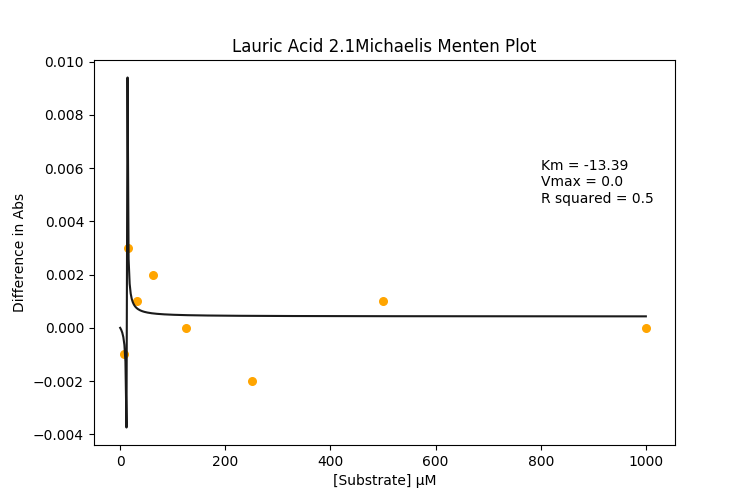 Lauric Acid 2.1Michaelis Menten Plot
0.010
0.008
0.006
0.004
0.002
0.000
−0.002
−0.004
Difference in Abs
Km = -13.39
Vmax = 0.0
R squared = 0.5
0 200 400 600 800 1000
[Substrate] μM